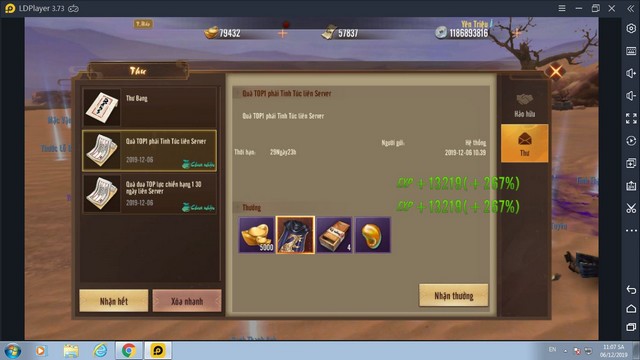 LDPlayer 3.73
79432
57837
Yên Triệu
1186893816
Thư
Thư Bang
Quà TOP1 phái Tinh Túc liên Server
2019-12-06
Quà đua TOP lực chiến hạng 1 30
ngày liên Server
2019-12-06
Nhận hết
Xóa nhanh
Quà TOP1 phái Tinh Túc liên Server
Quà TOP1 phái Tinh Túc liên Server
Người gửi: Hệ thống
Thời hạn: 29Ngày23h
2019-12-06 10:39
EXP + 13219( + 267%)
EXP + 13219( + 267%)
Thưởng
5000
4
Nhận thưởng
Hảo hữu
Thư
EN
11:07 SA
06/12/2019